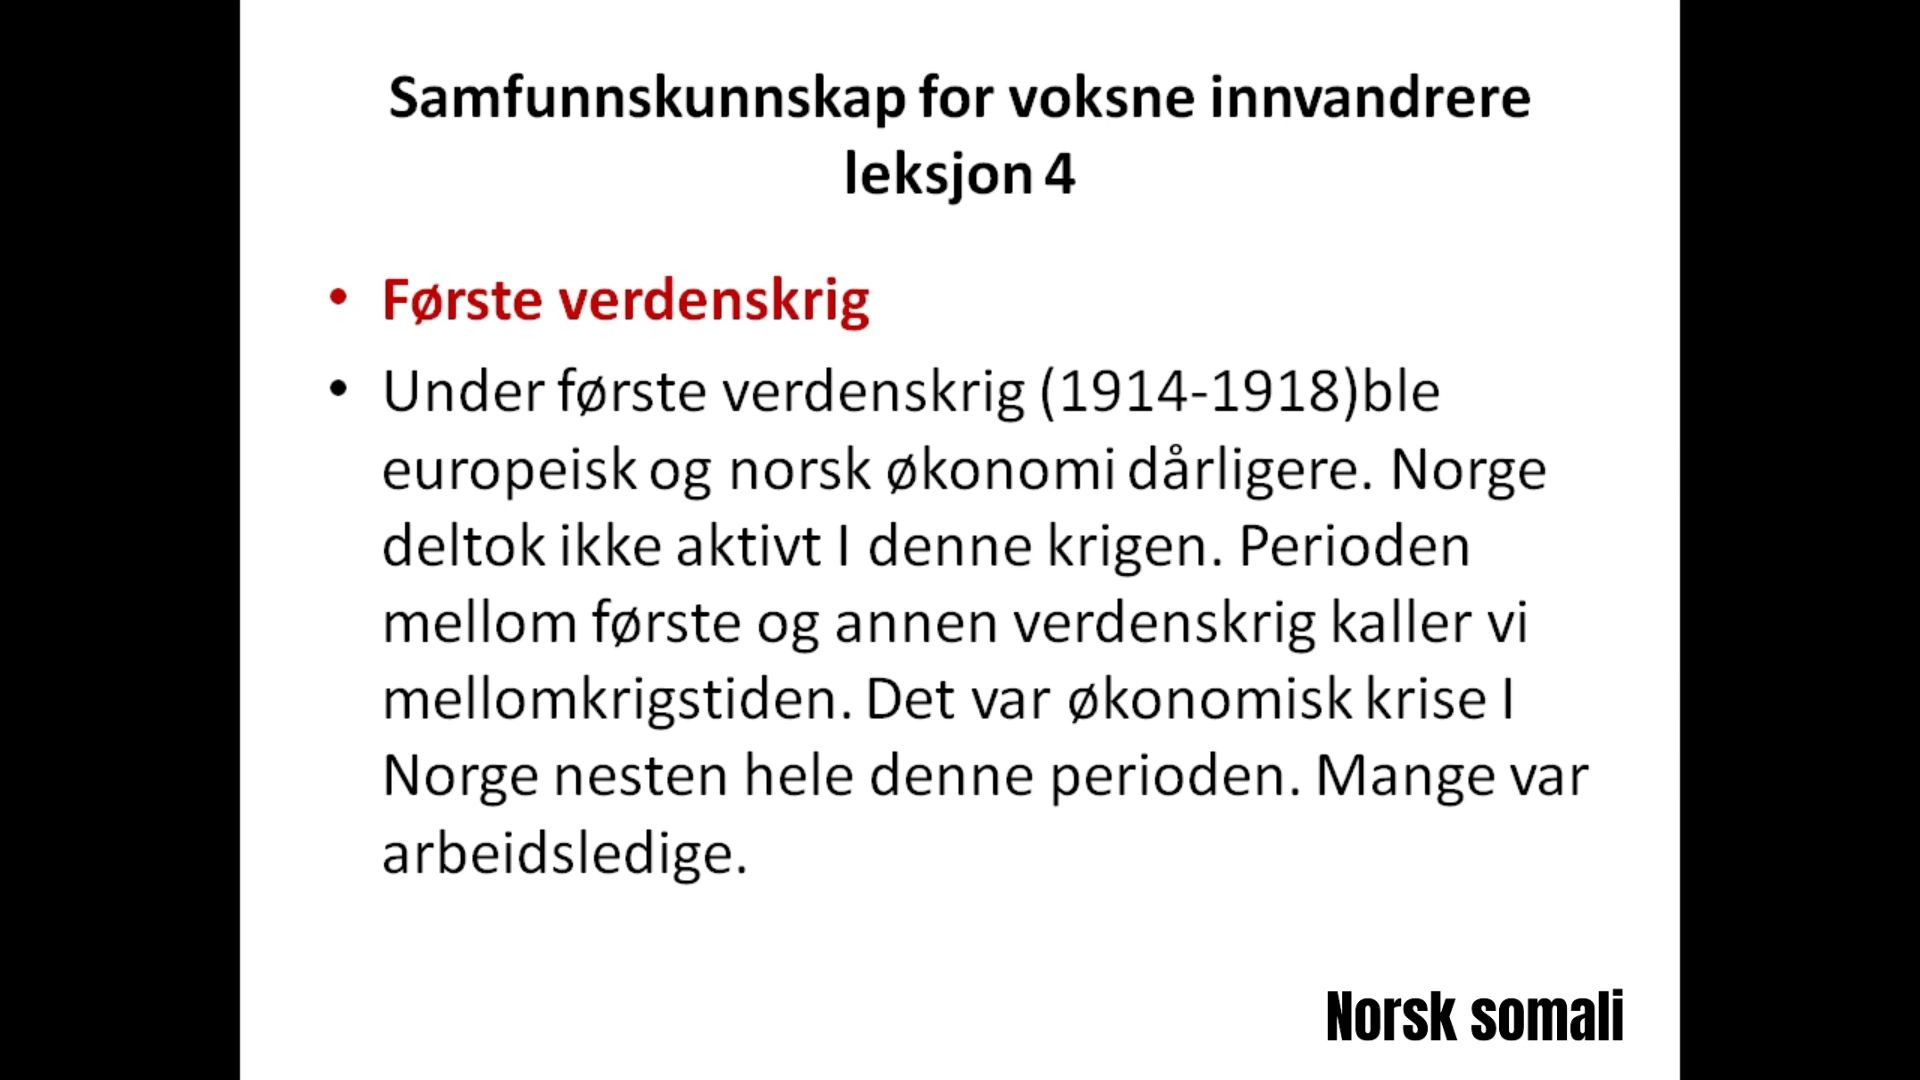 Samfunnskunnskap for voksne innvandrere
leksjon 4
• Første verdenskrig
• Under første verdenskrig (1914-1918)ble
europeisk og norsk økonomi dårligere. Norge
deltok ikke aktivt I denne krigen. Perioden
mellom første og annen verdenskrig kaller vi
mellomkrigstiden. Det var økonomisk krise I
Norge nesten hele denne perioden. Mange var
arbeidsledige.
Norsk somali